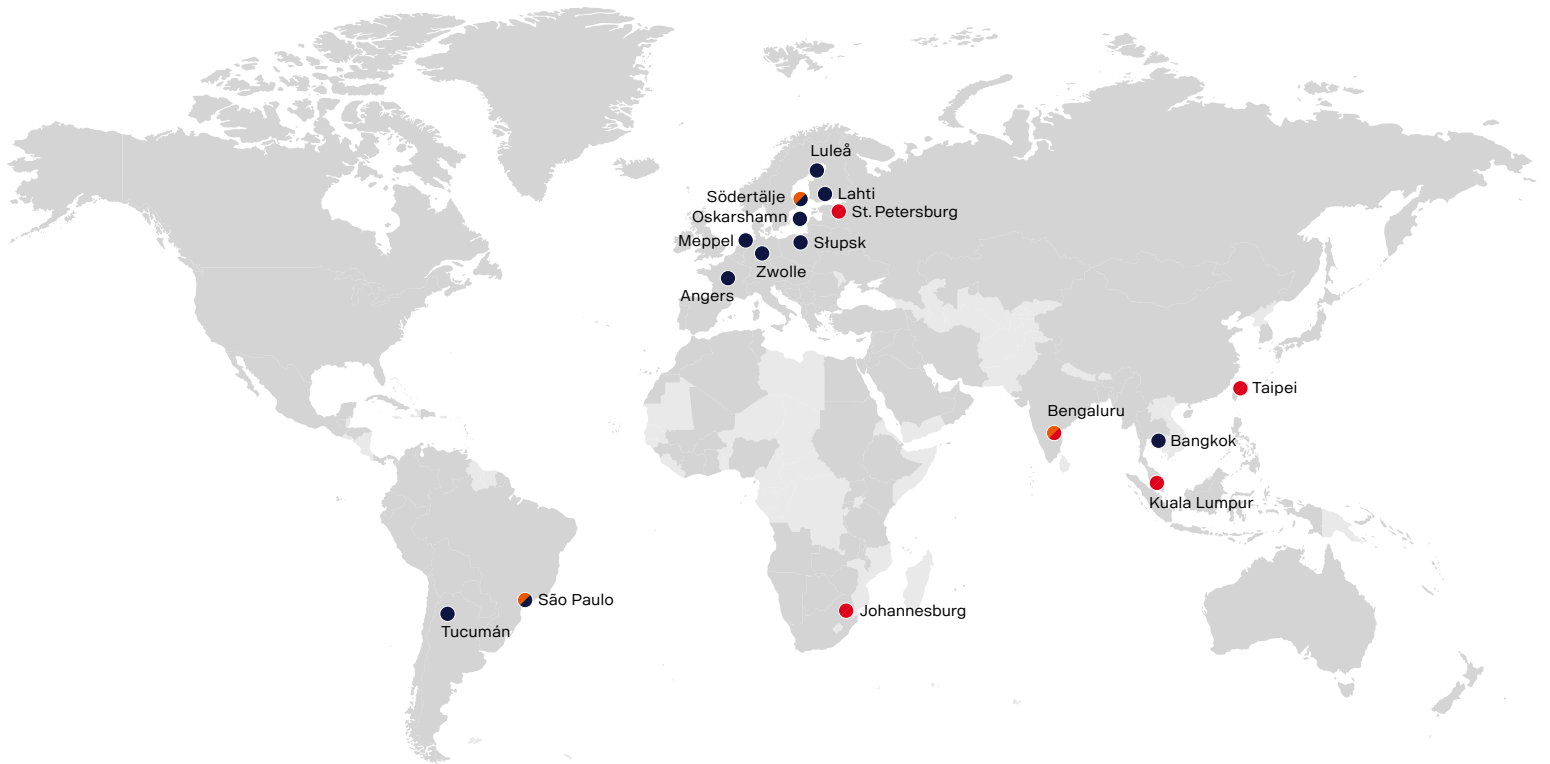 Luleå
Södertälje
Lahti
Oskarshamn
St. Petersburg
Meppel
Słupsk
Zwolle
Angers
Taipei
Bengaluru
Bangkok
Kuala Lumpur
São Paulo
Johannesburg
Tucumán